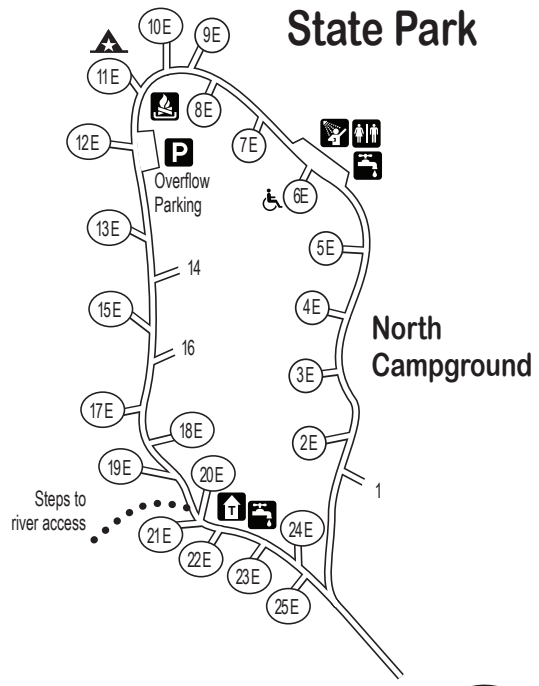 State Park
10E
9E
11E
8E
12E
7E
P
Overflow
Parking
6E
13E
5E
14
4E
15E
North
Campground
16
3E
17E
18E
2E
19E
20E
1
Steps to
river access
T
21E
24E
22E
23E
25E